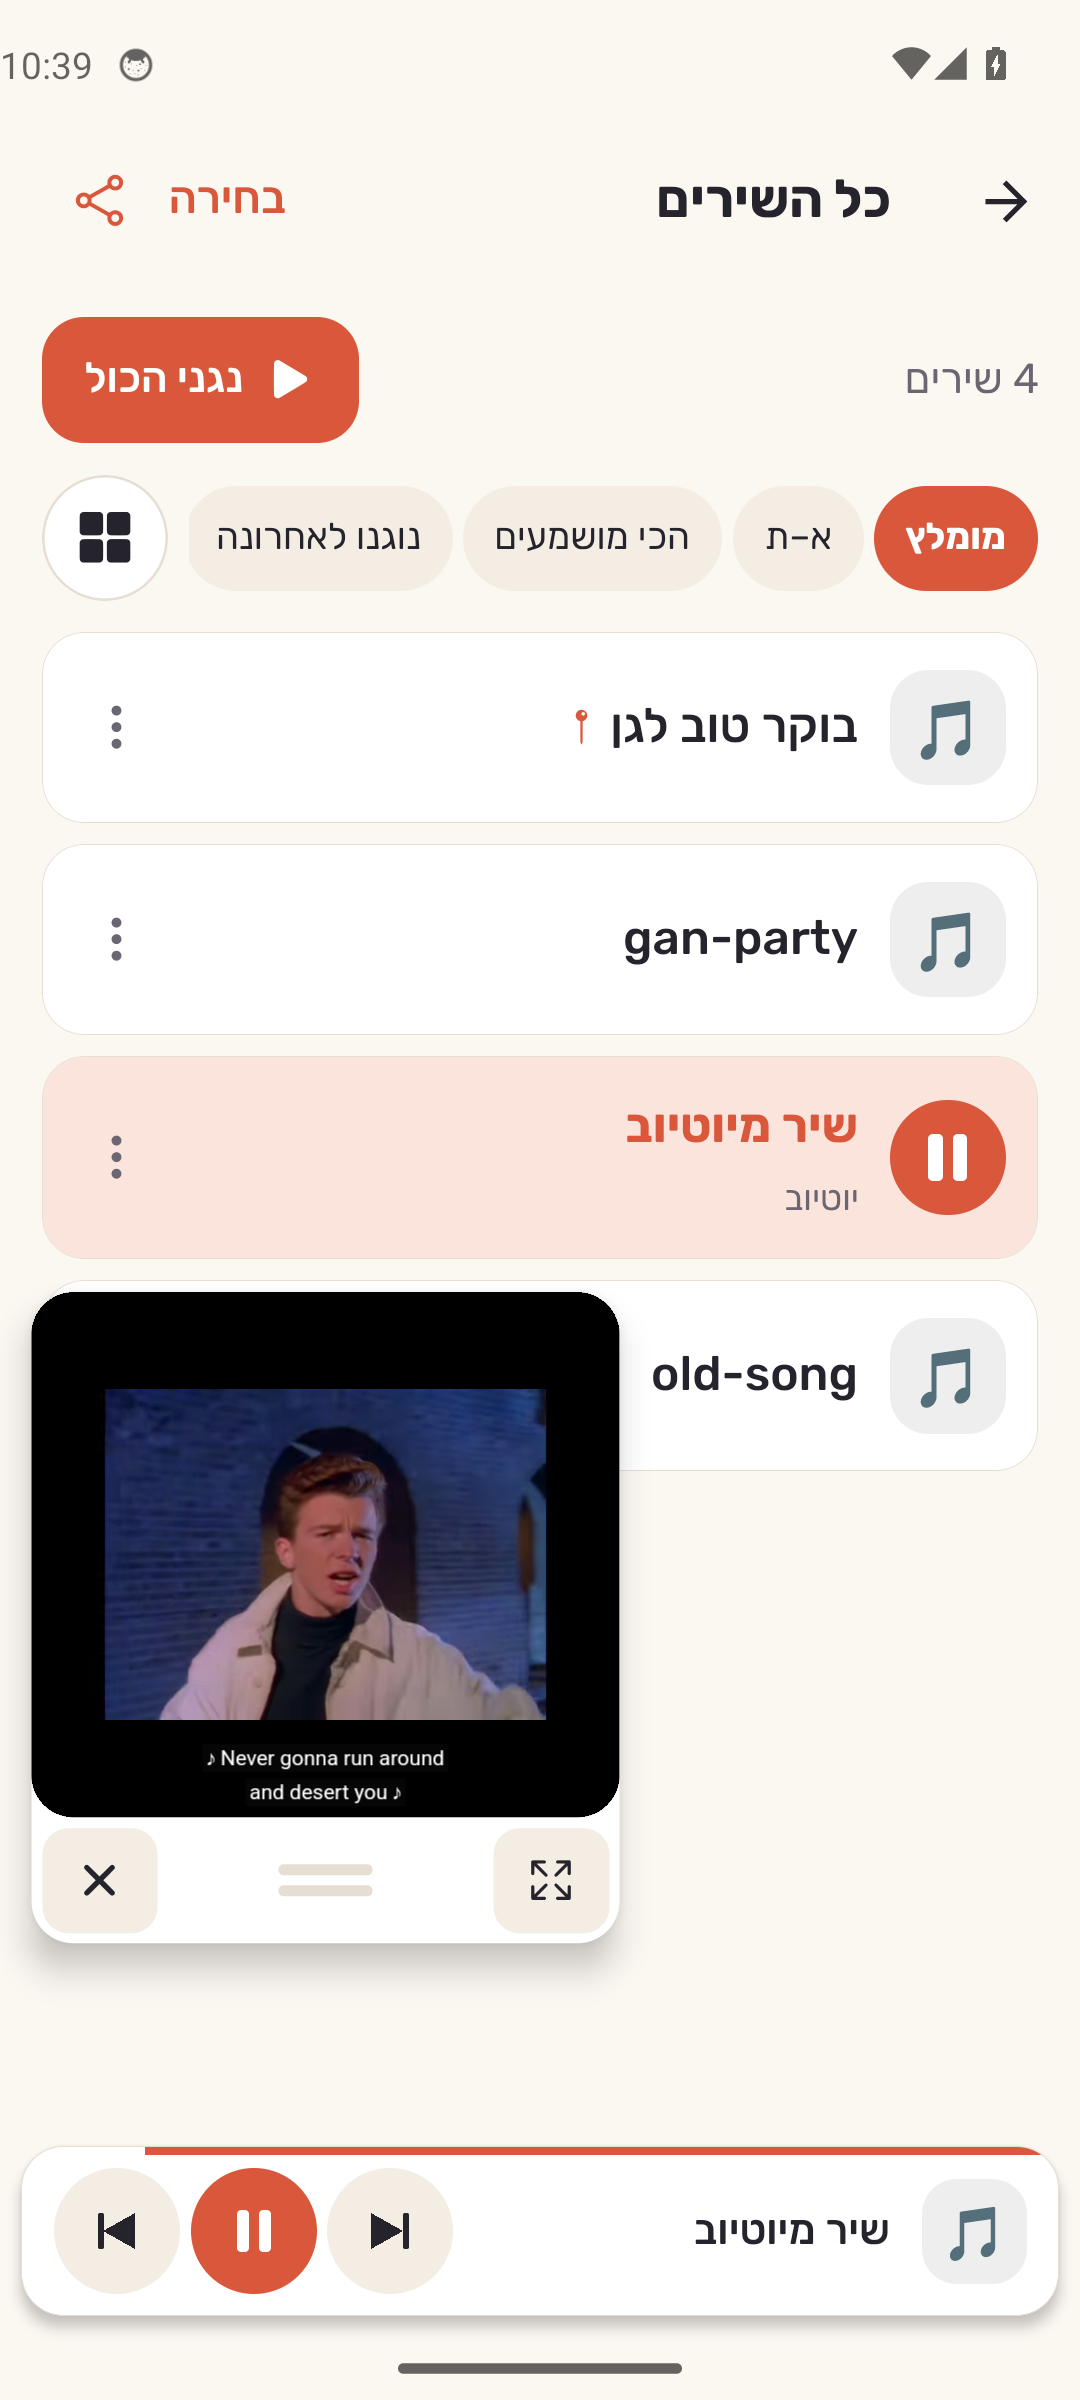 10:39
כל השירים
בחירה
4 שירים
נגני הכול
מומלץ
א-ת
הכי מושמעים
נוגנו לאחרונה
בוקר טוב לגן
gan-party
שיר מיוטיוב
יוטיוב
old-song
♪ Never gonna run around
and desert you ♪
שיר מיוטיוב